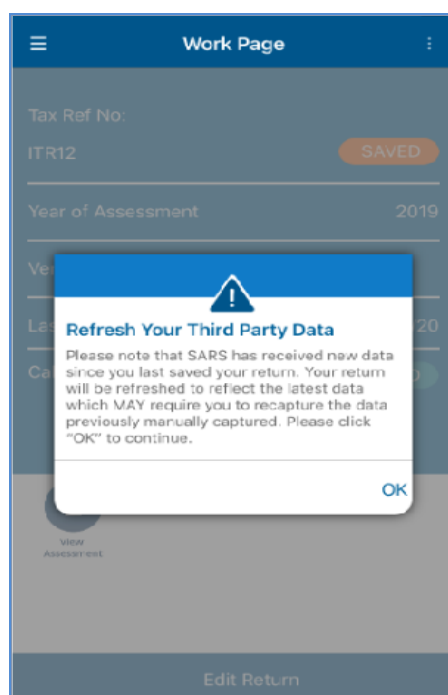 Work Page
Tax Ref No:
ITR12 SAVED
Year of Assessment 2019
Refresh Your Third Party Data
Please note that SARS has received new data
since you last saved your return. Your return
will be refreshed to reflect the latest data
which MAY require you to recapture the data
previously manually captured. Please click
"OK" to continue.
OK
View
Assessment
Edit Return